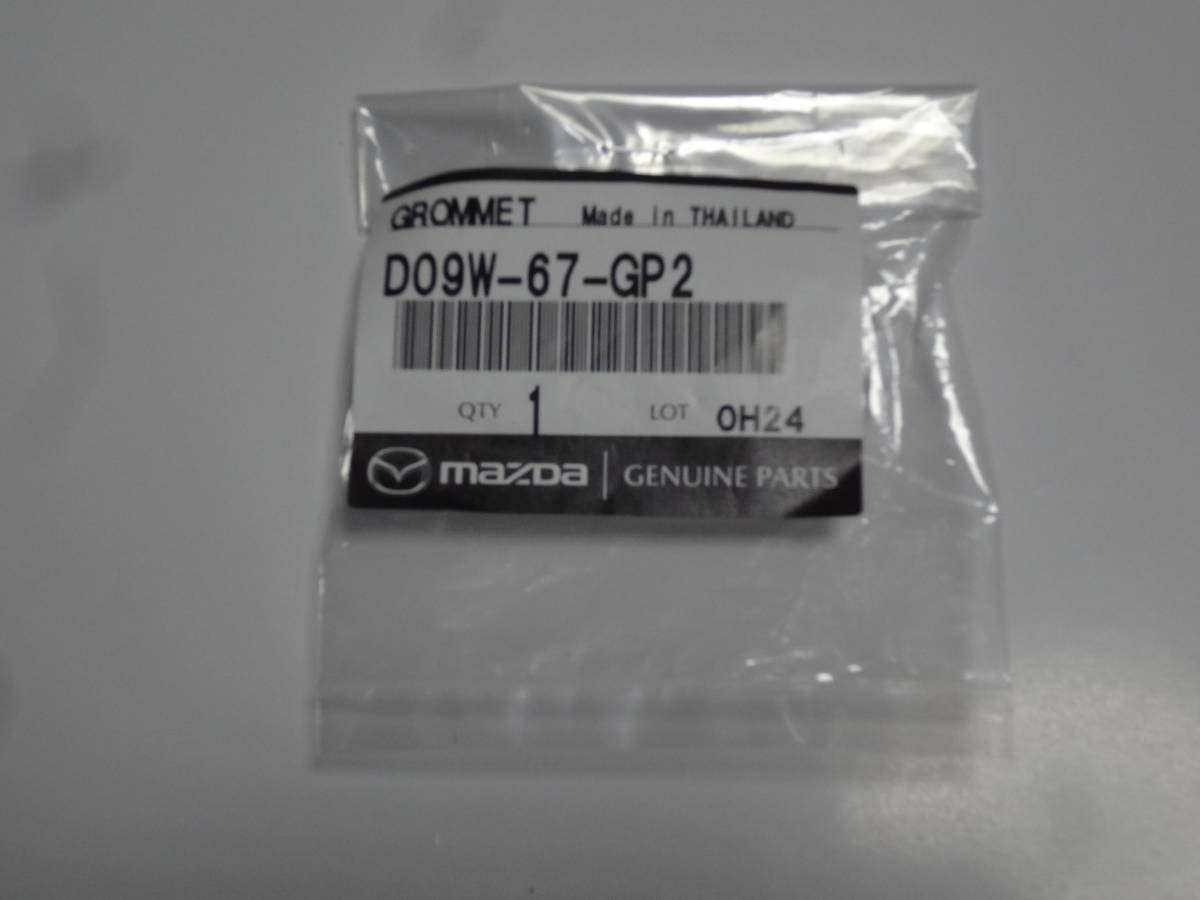 GROMMET Made in THAILAND
D09W-67-GP2
QTY 1 LOT 0H24
mazda GENUINE PARTS